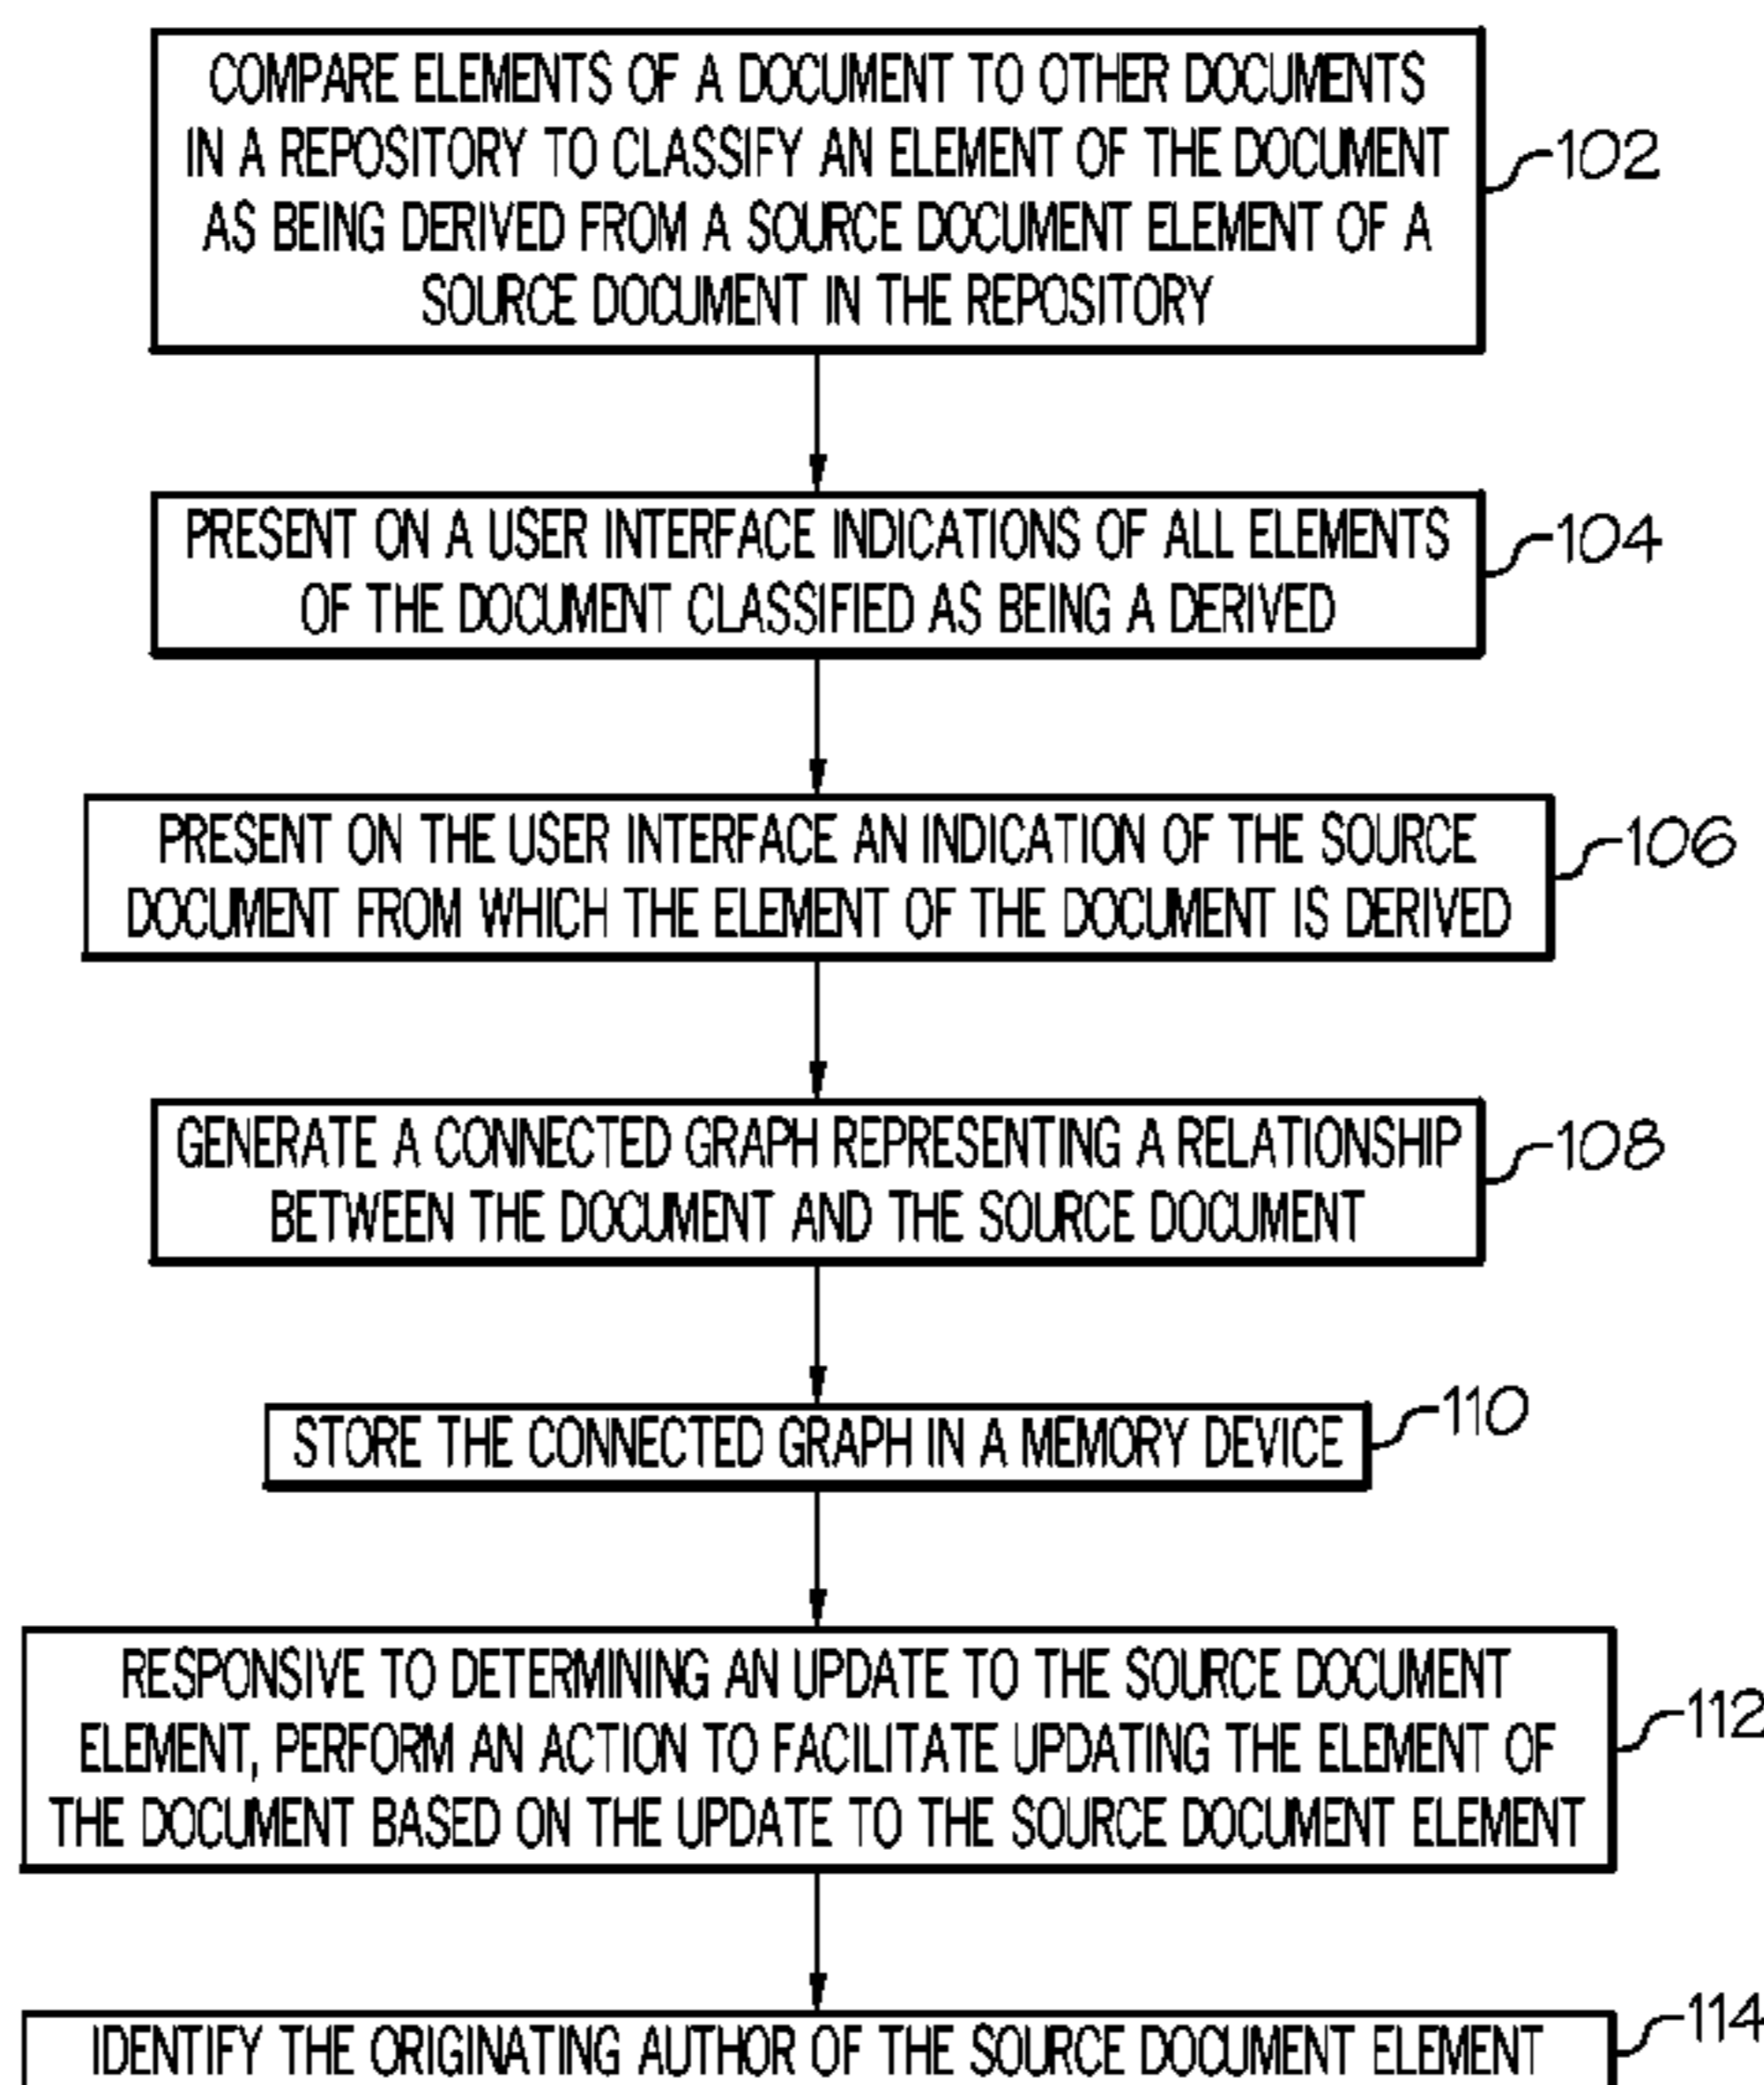 COMPARE ELEMENTS OF A DOCUMENT TO OTHER DOCUMENTS
IN A REPOSITORY TO CLASSIFY AN ELEMENT OF THE DOCUMENT
AS BEING DERIVED FROM A SOURCE DOCUMENT ELEMENT OF A
SOURCE DOCUMENT IN THE REPOSITORY
102
PRESENT ON A USER INTERFACE INDICATIONS OF ALL ELEMENTS
OF THE DOCUMENT CLASSIFIED AS BEING A DERIVED
104
PRESENT ON THE USER INTERFACE AN INDICATION OF THE SOURCE
DOCUMENT FROM WHICH THE ELEMENT OF THE DOCUMENT IS DERIVED
106
GENERATE A CONNECTED GRAPH REPRESENTING A RELATIONSHIP
BETWEEN THE DOCUMENT AND THE SOURCE DOCUMENT
108
STORE THE CONNECTED GRAPH IN A MEMORY DEVICE
110
RESPONSIVE TO DETERMINING AN UPDATE TO THE SOURCE DOCUMENT
ELEMENT, PERFORM AN ACTION TO FACILITATE UPDATING THE ELEMENT OF
THE DOCUMENT BASED ON THE UPDATE TO THE SOURCE DOCUMENT ELEMENT
112
IDENTIFY THE ORIGINATING AUTHOR OF THE SOURCE DOCUMENT ELEMENT
114